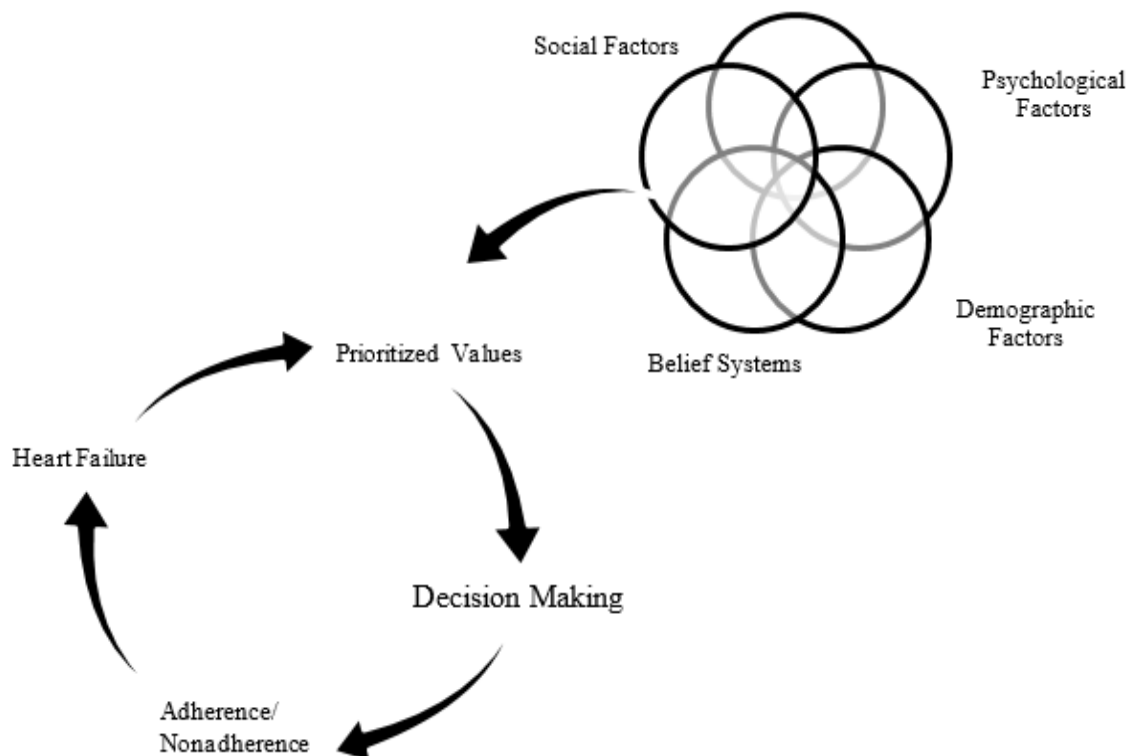 Social Factors
Psychological
Factors
Demographic
Factors
Belief Systems
Prioritized Values
Heart Failure
Decision Making
Adherence/
Nonadherence